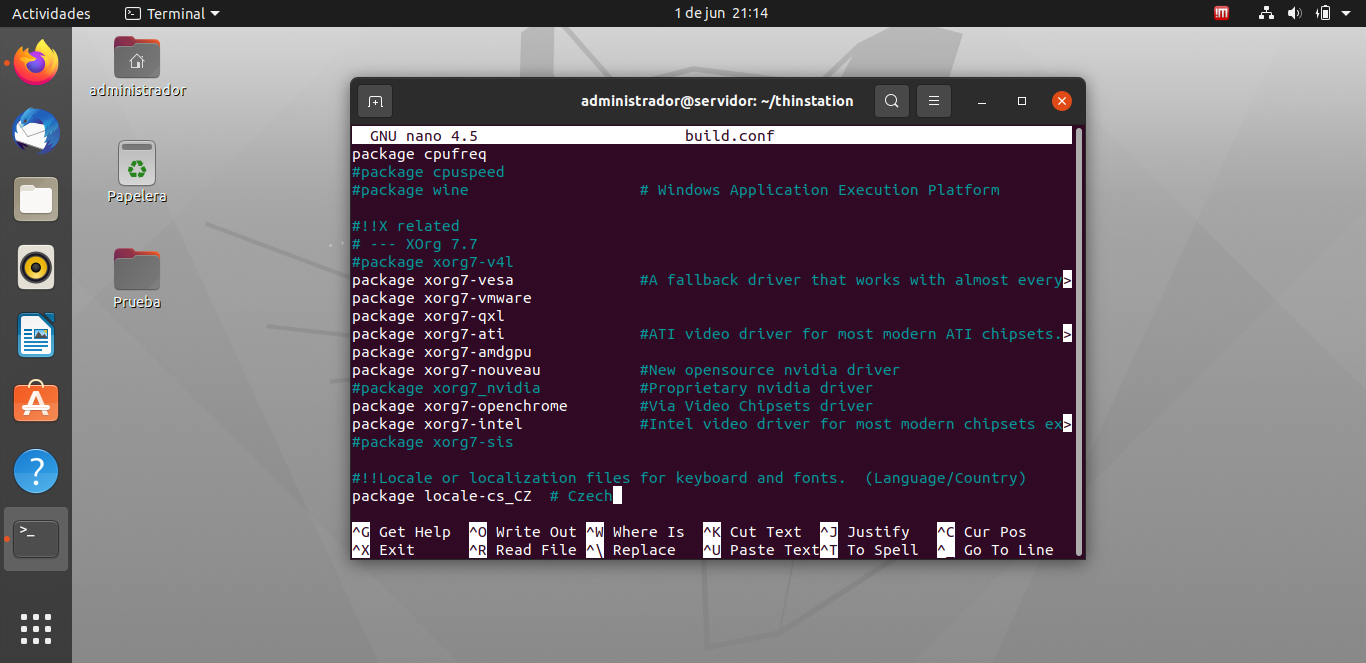 Actividades
Terminal
1 de jun 21:14
administrador
Papelera
Prueba
administrador@servidor: ~/thinstation
GNU nano 4.5 build.conf
package cpufreq
#package cpuspeed
#package wine # Windows Application Execution Platform
#!!X related
# --- XOrg 7.7
#package xorg7-v4l
package xorg7-vesa #A fallback driver that works with almost every>
package xorg7-vmware
package xorg7-qxl
package xorg7-ati #ATI video driver for most modern ATI chipsets.>
package xorg7-amdgpu
package xorg7-nouveau #New opensource nvidia driver
#package xorg7_nvidia #Proprietary nvidia driver
package xorg7-openchrome #Via Video Chipsets driver
package xorg7-intel #Intel video driver for most modern chipsets ex>
#package xorg7-sis
#!!Locale or localization files for keyboard and fonts. (Language/Country)
package locale-cs_CZ # Czech
^G Get Help ^O Write Out ^W Where Is ^K Cut Text ^J Justify ^C Cur Pos
^X Exit ^R Read File ^\ Replace ^U Paste Text ^T To Spell ^_ Go To Line